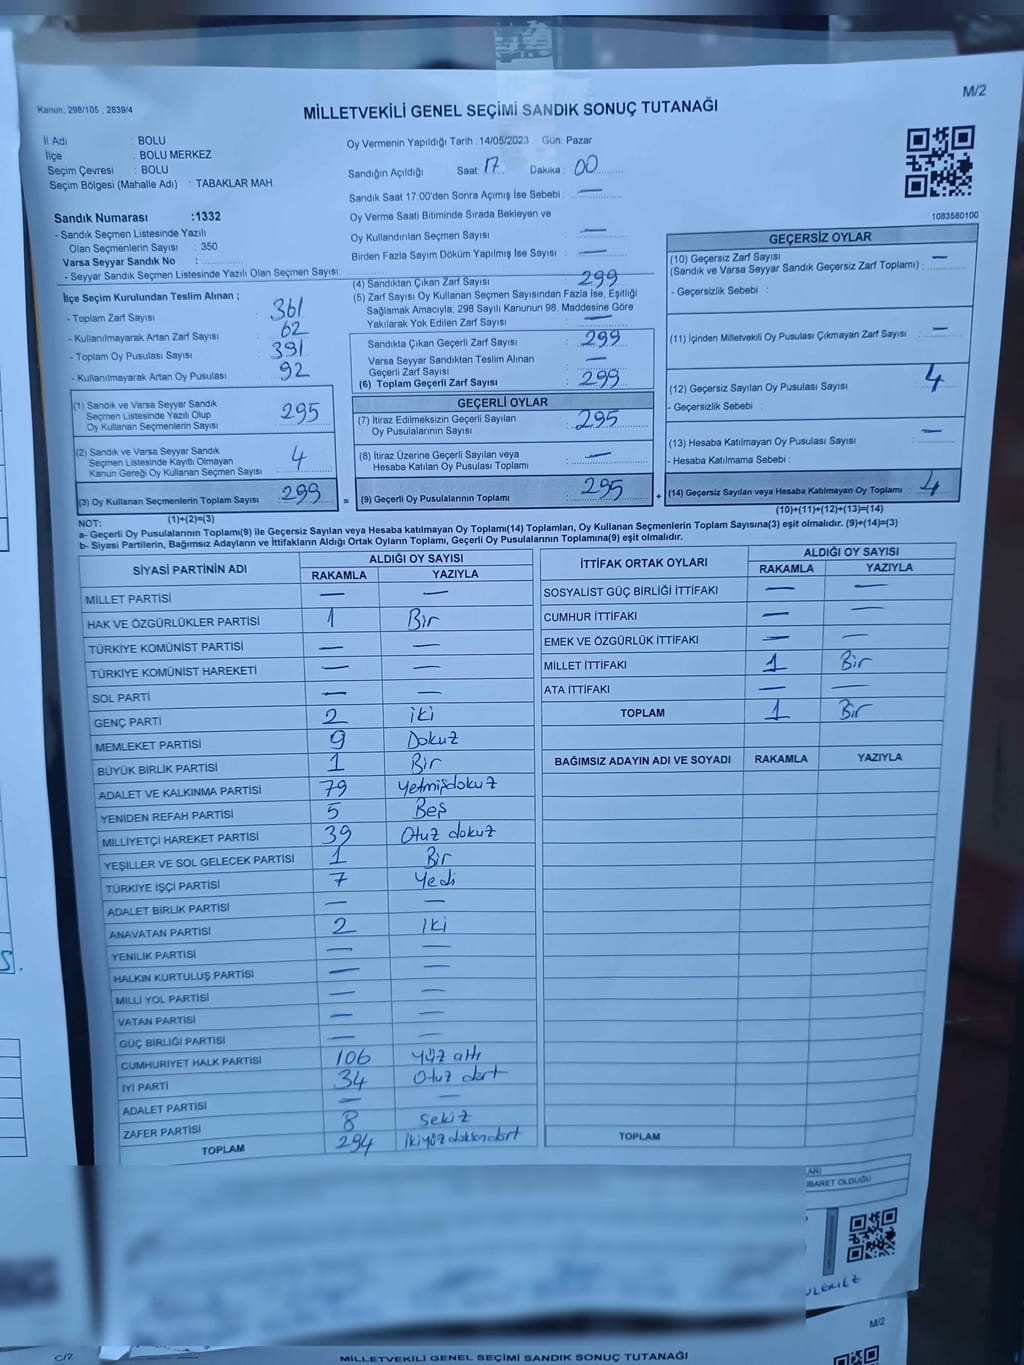 Kanun, 298/105 ; 2839/4
M/2
MİLLETVEKİLİ GENEL SEÇİMİ SANDIK SONUÇ TUTANAĞI
İl Adı : BOLU
İlçe : BOLU MERKEZ
Seçim Çevresi : BOLU
Seçim Bölgesi (Mahalle Adı) : TABAKLAR MAH
Sandık Numarası :1332
- Sandık Seçmen Listesinde Yazılı
Olan Seçmenlerin Sayısı : 350
Varsa Seyyar Sandık No :
- Seyyar Sandık Seçmen Listesinde Yazılı Olan Seçmen Sayısı:
Oy Vermenin Yapıldığı Tarih : 14/05/2023 Gün: Pazar
Sandığın Açıldığı Saat: 17 Dakika : 00
Sandık Saat 17:00'den Sonra Açımış İse Sebebi : —
Oy Verme Saati Bitiminde Sırada Bekleyen ve
Oy Kullandırılan Seçmen Sayısı : —
Birden Fazla Sayım Döküm Yapılmış İse Sayısı : —
1083580100
İlçe Seçim Kurulundan Teslim Alınan ;
- Toplam Zarf Sayısı : 361
- Kullanılmayarak Artan Zarf Sayısı : 62
- Toplam Oy Pusulası Sayısı : 391
- Kullanılmayarak Artan Oy Pusulası : 92
(1) Sandık ve Varsa Seyyar Sandık
Seçmen Listesinde Yazılı Olup
Oy Kullanan Seçmenlerin Sayısı : 295
(2) Sandık ve Varsa Seyyar Sandık
Seçmen Listesinde Kayıtlı Olmayan
Kanun Gereği Oy Kullanan Seçmen Sayısı : 4
(3) Oy Kullanan Seçmenlerin Toplam Sayısı : 299
(1)+(2)=(3)
(4) Sandıktan Çıkan Zarf Sayısı : 299
(5) Zarf Sayısı Oy Kullanan Seçmen Sayısından Fazla İse, Eşitliği
Sağlamak Amacıyla, 298 Sayılı Kanunun 98. Maddesine Göre
Yakılarak Yok Edilen Zarf Sayısı : —
Sandıkta Çıkan Geçerli Zarf Sayısı : 299
Varsa Seyyar Sandıktan Teslim Alınan
Geçerli Zarf Sayısı : —
(6) Toplam Geçerli Zarf Sayısı : 299
GEÇERLİ OYLAR
(7) İtiraz Edilmeksizin Geçerli Sayılan
Oy Pusulalarının Sayısı : 295
(8) İtiraz Üzerine Geçerli Sayılan veya
Hesaba Katılan Oy Pusulası Toplamı : —
= (9) Geçerli Oy Pusulalarının Toplamı : 295 +
GEÇERSİZ OYLAR
(10) Geçersiz Zarf Sayısı
(Sandık ve Varsa Seyyar Sandık Geçersiz Zarf Toplamı) : —
- Geçersizlik Sebebi :
(11) İçinden Milletvekili Oy Pusulası Çıkmayan Zarf Sayısı : —
(12) Geçersiz Sayılan Oy Pusulası Sayısı : 4
- Geçersizlik Sebebi :
(13) Hesaba Katılmayan Oy Pusulası Sayısı : —
- Hesaba Katılmama Sebebi :
(14) Geçersiz Sayılan veya Hesaba Katılmayan Oy Toplamı : 4
(10)+(11)+(12)+(13)=(14)
NOT:
a- Geçerli Oy Pusulalarının Toplamı(9) ile Geçersiz Sayılan veya Hesaba katılmayan Oy Toplamı(14) Toplamları, Oy Kullanan Seçmenlerin Toplam Sayısına(3) eşit olmalıdır. (9)+(14)=(3)
b- Siyasi Partilerin, Bağımsız Adayların ve İttifakların Aldığı Ortak Oyların Toplamı, Geçerli Oy Pusulalarının Toplamına(9) eşit olmalıdır.
SİYASİ PARTİNİN ADI ALDIĞI OY SAYISI
RAKAMLA YAZIYLA
MİLLET PARTİSİ — —
HAK VE ÖZGÜRLÜKLER PARTİSİ 1 Bir
TÜRKİYE KOMÜNİST PARTİSİ — —
TÜRKİYE KOMÜNİST HAREKETİ — —
SOL PARTİ — —
GENÇ PARTİ 2 iki
MEMLEKET PARTİSİ 9 Dokuz
BÜYÜK BİRLİK PARTİSİ 1 Bir
ADALET VE KALKINMA PARTİSİ 79 Yetmişdokuz
YENİDEN REFAH PARTİSİ 5 Beş
MİLLİYETÇİ HAREKET PARTİSİ 39 Otuz dokuz
YEŞİLLER VE SOL GELECEK PARTİSİ 1 Bir
TÜRKİYE İŞÇİ PARTİSİ 7 Yedi
ADALET BİRLİK PARTİSİ — —
ANAVATAN PARTİSİ 2 İki
YENİLİK PARTİSİ — —
HALKIN KURTULUŞ PARTİSİ — —
MİLLİ YOL PARTİSİ — —
VATAN PARTİSİ — —
GÜÇ BİRLİĞİ PARTİSİ — —
CUMHURİYET HALK PARTİSİ 106 Yüz altı
İYİ PARTİ 34 Otuz dört
ADALET PARTİSİ — —
ZAFER PARTİSİ 8 Sekiz
TOPLAM 294 İkiyüzdoksandört
İTTİFAK ORTAK OYLARI ALDIĞI OY SAYISI
RAKAMLA YAZIYLA
SOSYALİST GÜÇ BİRLİĞİ İTTİFAKI — —
CUMHUR İTTİFAKI — —
EMEK VE ÖZGÜRLÜK İTTİFAKI — —
MİLLET İTTİFAKI 1 Bir
ATA İTTİFAKI — —
TOPLAM 1 Bir
BAĞIMSIZ ADAYIN ADI VE SOYADI RAKAMLA YAZIYLA
TOPLAM
IBARET OLDUĞU
M/2
C/2
MİLLETVEKİLİ GENEL SEÇİMİ SANDIK SONUÇ TUTANAĞI